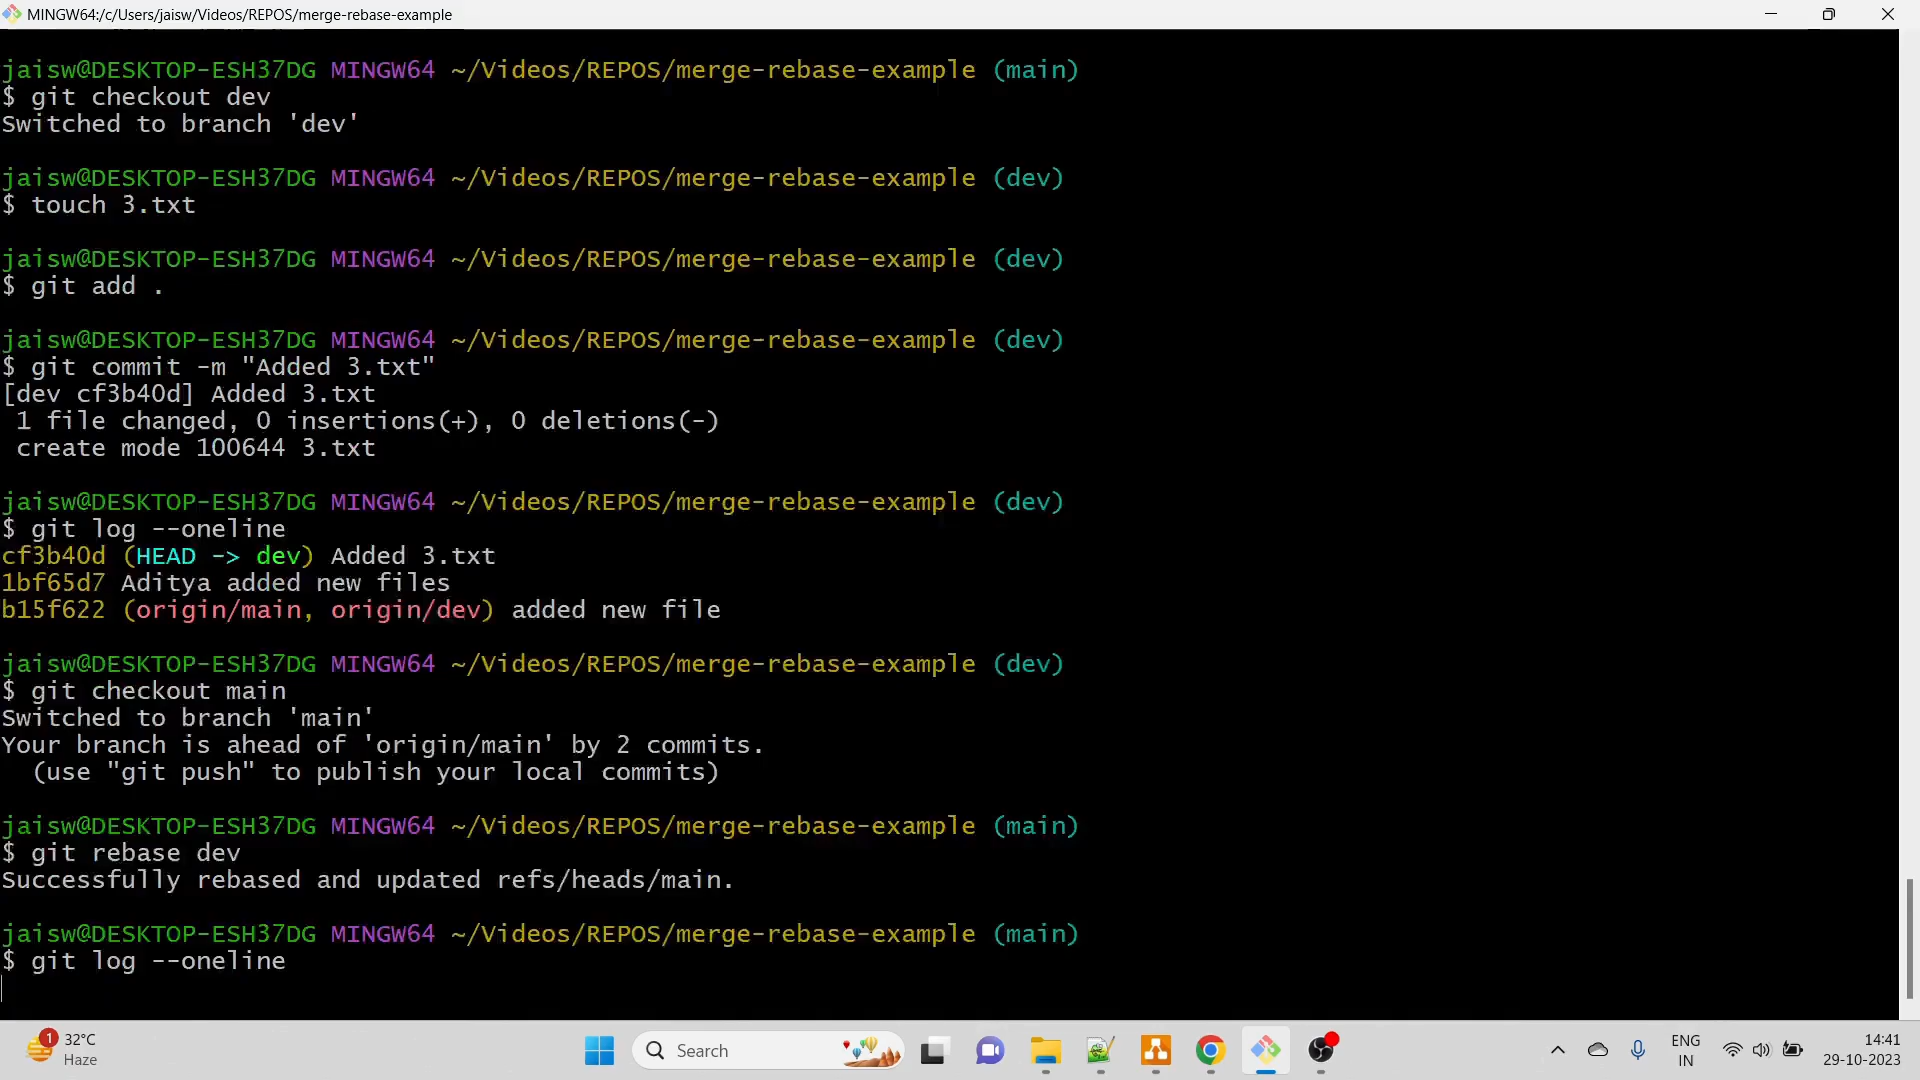 MINGW64:/c/Users/jaisw/Videos/REPOS/merge-rebase-example
jaisw@DESKTOP-ESH37DG MINGW64 ~/Videos/REPOS/merge-rebase-example (main)
$ git checkout dev
Switched to branch 'dev'
jaisw@DESKTOP-ESH37DG MINGW64 ~/Videos/REPOS/merge-rebase-example (dev)
$ touch 3.txt
jaisw@DESKTOP-ESH37DG MINGW64 ~/Videos/REPOS/merge-rebase-example (dev)
$ git add .
jaisw@DESKTOP-ESH37DG MINGW64 ~/Videos/REPOS/merge-rebase-example (dev)
$ git commit -m "Added 3.txt"
[dev cf3b40d] Added 3.txt
 1 file changed, 0 insertions(+), 0 deletions(-)
 create mode 100644 3.txt
jaisw@DESKTOP-ESH37DG MINGW64 ~/Videos/REPOS/merge-rebase-example (dev)
$ git log --oneline
cf3b40d (HEAD -> dev) Added 3.txt
1bf65d7 Aditya added new files
b15f622 (origin/main, origin/dev) added new file
jaisw@DESKTOP-ESH37DG MINGW64 ~/Videos/REPOS/merge-rebase-example (dev)
$ git checkout main
Switched to branch 'main'
Your branch is ahead of 'origin/main' by 2 commits.
  (use "git push" to publish your local commits)
jaisw@DESKTOP-ESH37DG MINGW64 ~/Videos/REPOS/merge-rebase-example (main)
$ git rebase dev
Successfully rebased and updated refs/heads/main.
jaisw@DESKTOP-ESH37DG MINGW64 ~/Videos/REPOS/merge-rebase-example (main)
$ git log --oneline
1
32°C
Haze
Search
ENG
IN
14:41
29-10-2023